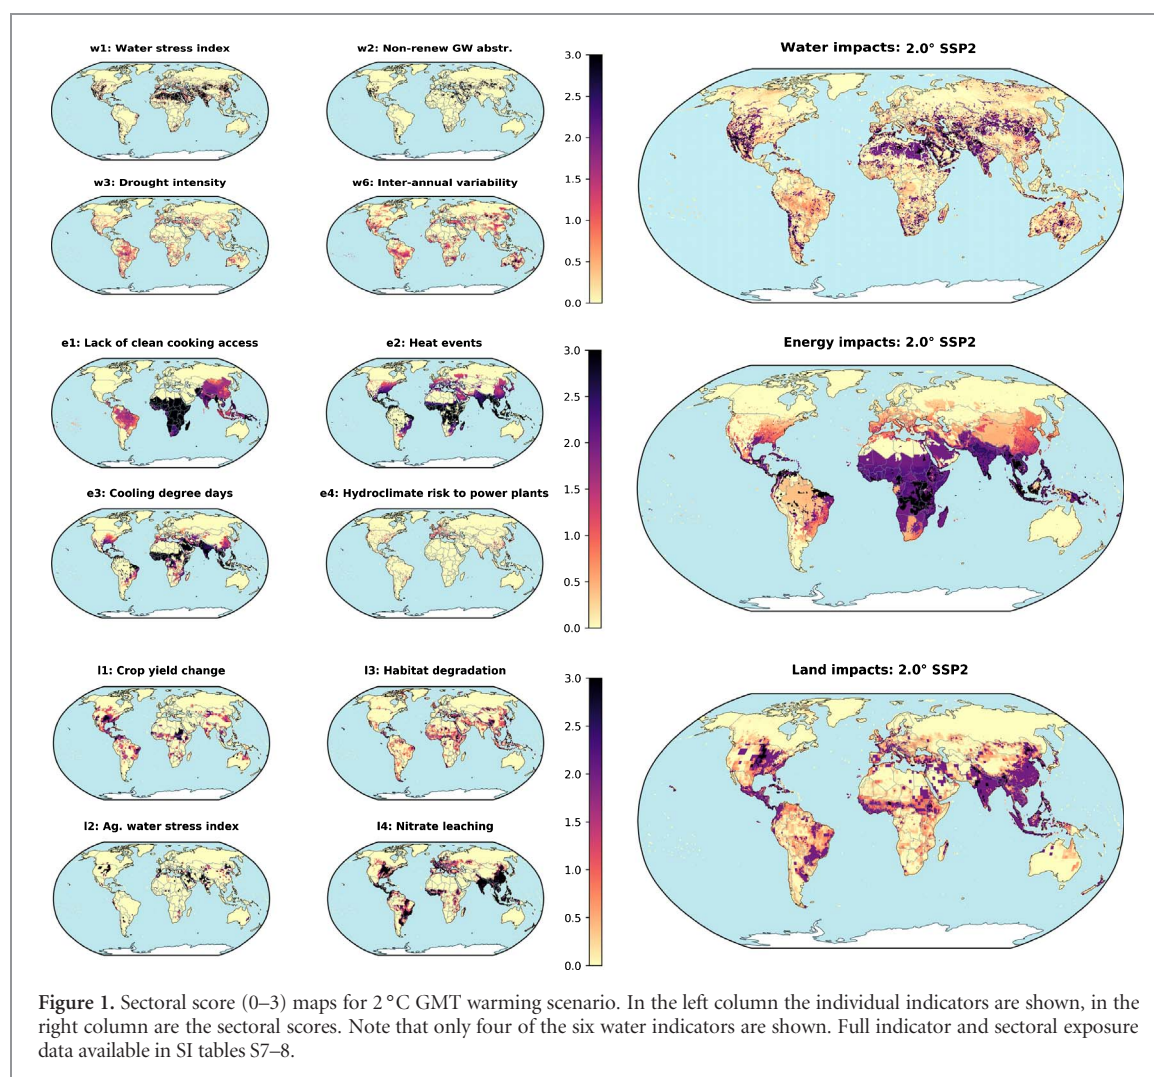 w1: Water stress index
w2: Non-renew GW abstr.
3.0
2.5
2.0
1.5
1.0
0.5
0.0
Water impacts: 2.0° SSP2
w3: Drought intensity
w6: Inter-annual variability
e1: Lack of clean cooking access
e2: Heat events
3.0
2.5
2.0
1.5
1.0
0.5
0.0
Energy impacts: 2.0° SSP2
e3: Cooling degree days
e4: Hydroclimate risk to power plants
l1: Crop yield change
l3: Habitat degradation
3.0
2.5
2.0
1.5
1.0
0.5
0.0
Land impacts: 2.0° SSP2
l2: Ag. water stress index
l4: Nitrate leaching
Figure 1. Sectoral score (0–3) maps for 2 °C GMT warming scenario. In the left column the individual indicators are shown, in the
right column are the sectoral scores. Note that only four of the six water indicators are shown. Full indicator and sectoral exposure
data available in SI tables S7–8.